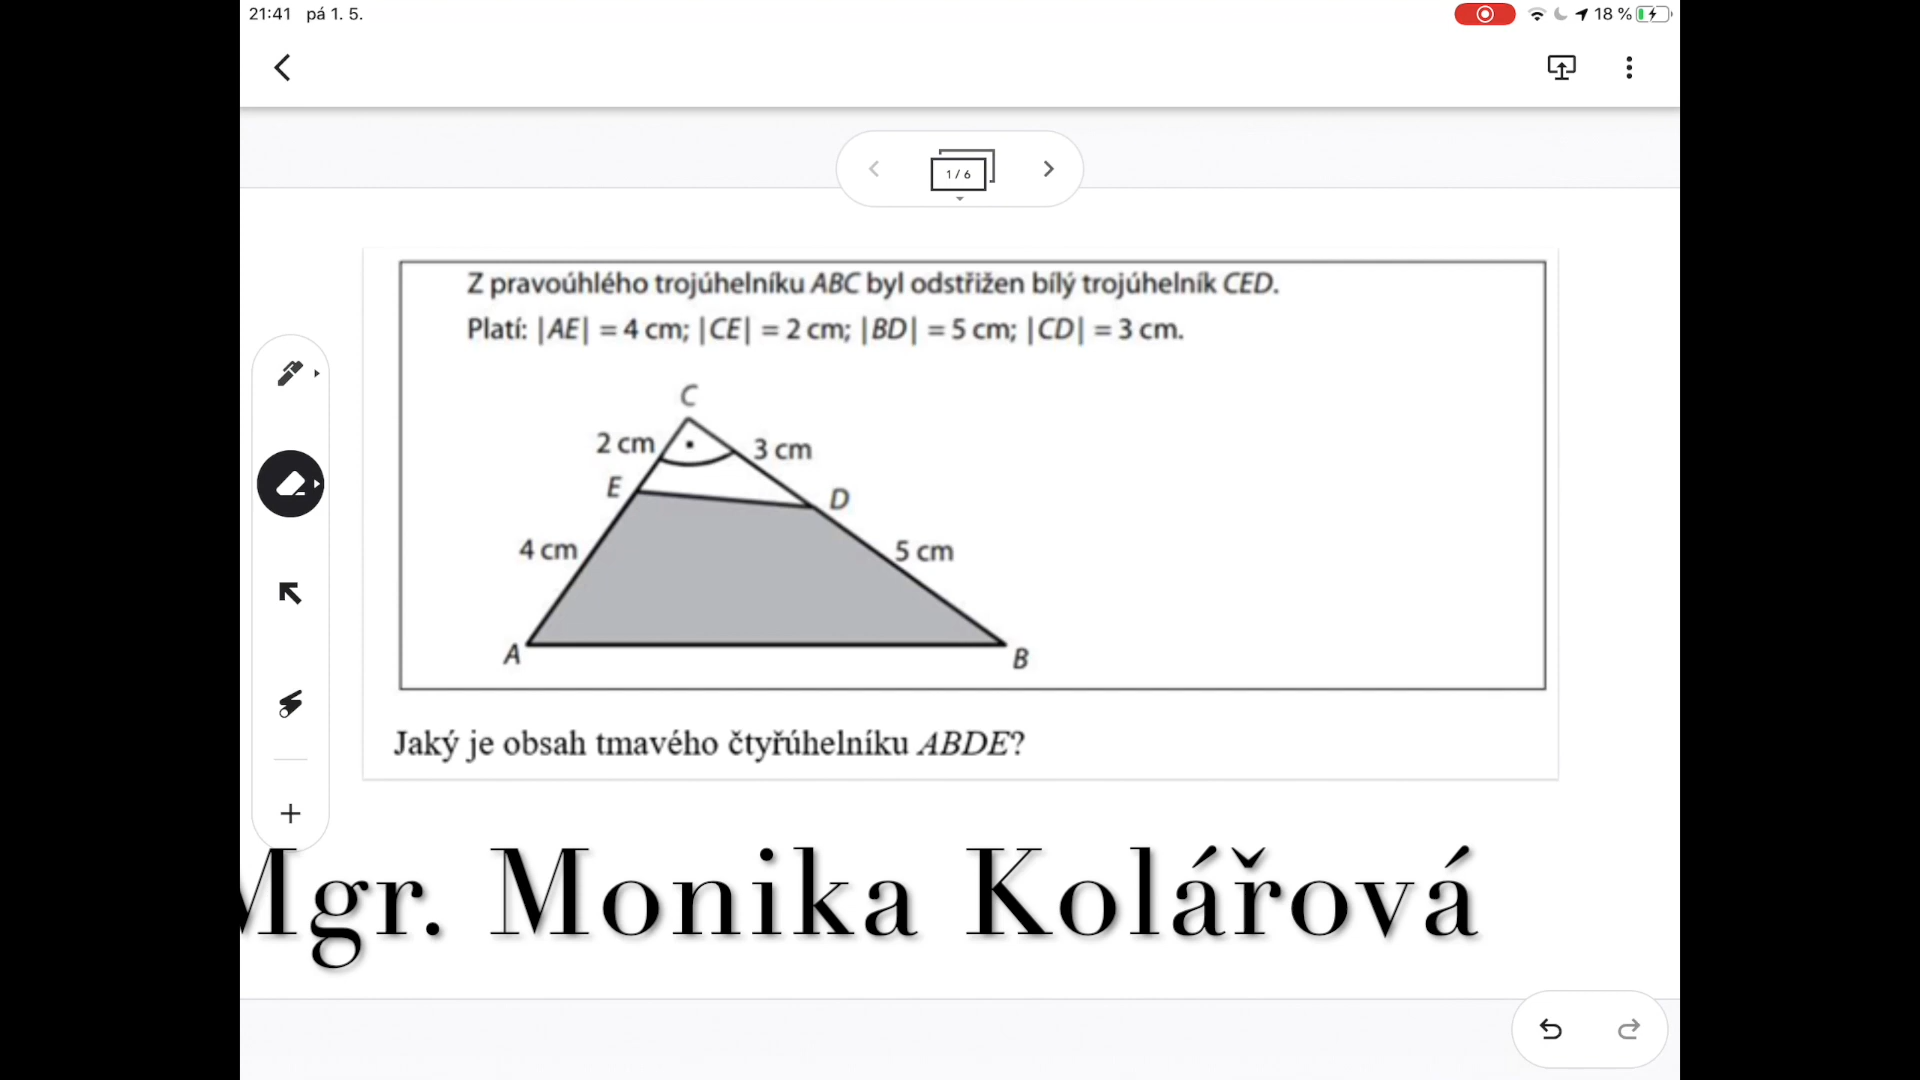 21:41 pá 1. 5.
18 %
1 / 6
Z pravoúhlého trojúhelníku ABC byl odstřižen bílý trojúhelník CED.
Platí: |AE| = 4 cm; |CE| = 2 cm; |BD| = 5 cm; |CD| = 3 cm.
C
2 cm
3 cm
E
D
4 cm
5 cm
A
B
Jaký je obsah tmavého čtyřúhelníku ABDE?
Mgr. Monika Kolářová